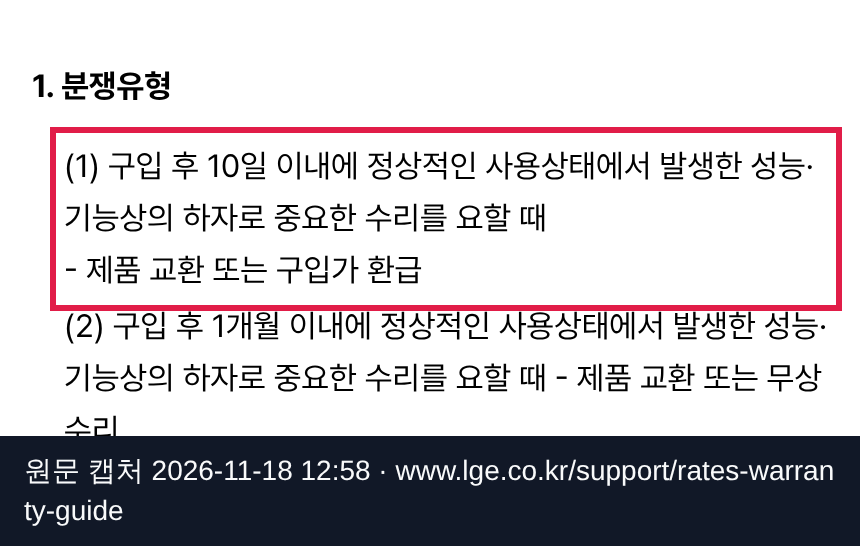 1. 분쟁유형
(1) 구입 후 10일 이내에 정상적인 사용상태에서 발생한 성능·
기능상의 하자로 중요한 수리를 요할 때
- 제품 교환 또는 구입가 환급
(2) 구입 후 1개월 이내에 정상적인 사용상태에서 발생한 성능·
기능상의 하자로 중요한 수리를 요할 때 - 제품 교환 또는 무상
수리
원문 캡처 2026-11-18 12:58 · www.lge.co.kr/support/rates-warran
ty-guide